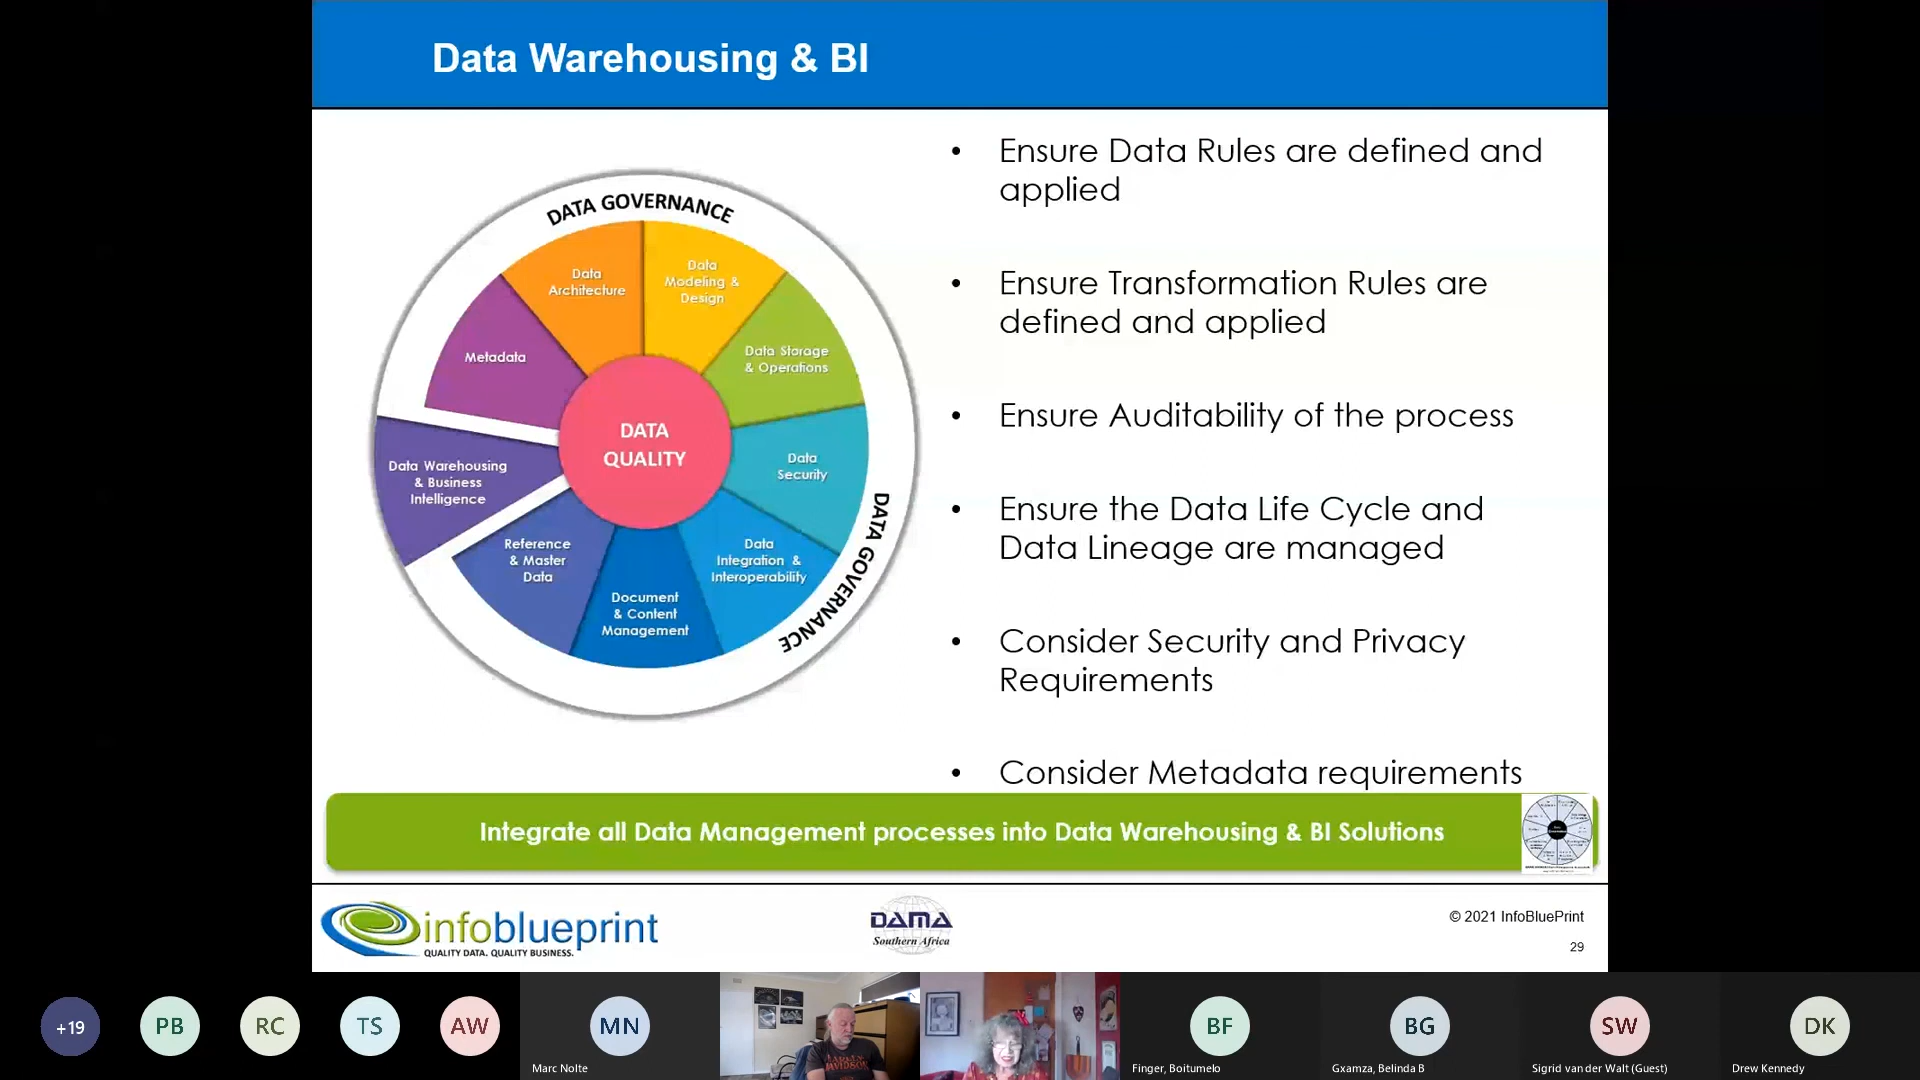 Data Warehousing & BI
DATA GOVERNANCE
Data
Architecture
Data
Modeling &
Design
Metadata
Data Storage
& Operations
DATA
QUALITY
Data Warehousing
& Business
Intelligence
Data
Security
Reference
& Master
Data
Data
Integration &
Interoperability
Document
& Content
Management
DATA GOVERNANCE
• Ensure Data Rules are defined and
applied
• Ensure Transformation Rules are
defined and applied
• Ensure Auditability of the process
• Ensure the Data Life Cycle and
Data Lineage are managed
• Consider Security and Privacy
Requirements
• Consider Metadata requirements
Integrate all Data Management processes into Data Warehousing & BI Solutions
infoblueprint
QUALITY DATA. QUALITY BUSINESS.
DAMA
Southern Africa
© 2021 InfoBluePrint
29
+19
PB
RC
TS
AW
MN
Marc Nolte
HARLEY
DAVIDSON
BF
Finger, Boitumelo
BG
Gxamza, Belinda B
SW
Sigrid van der Walt (Guest)
DK
Drew Kennedy